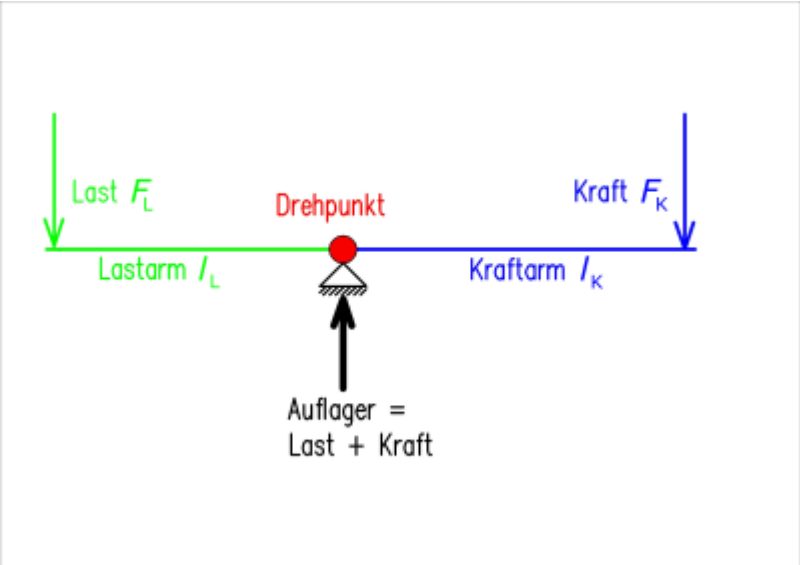 Last F_L
Kraft F_K
Drehpunkt
Lastarm l_L
Kraftarm l_K
Auflager =
Last + Kraft